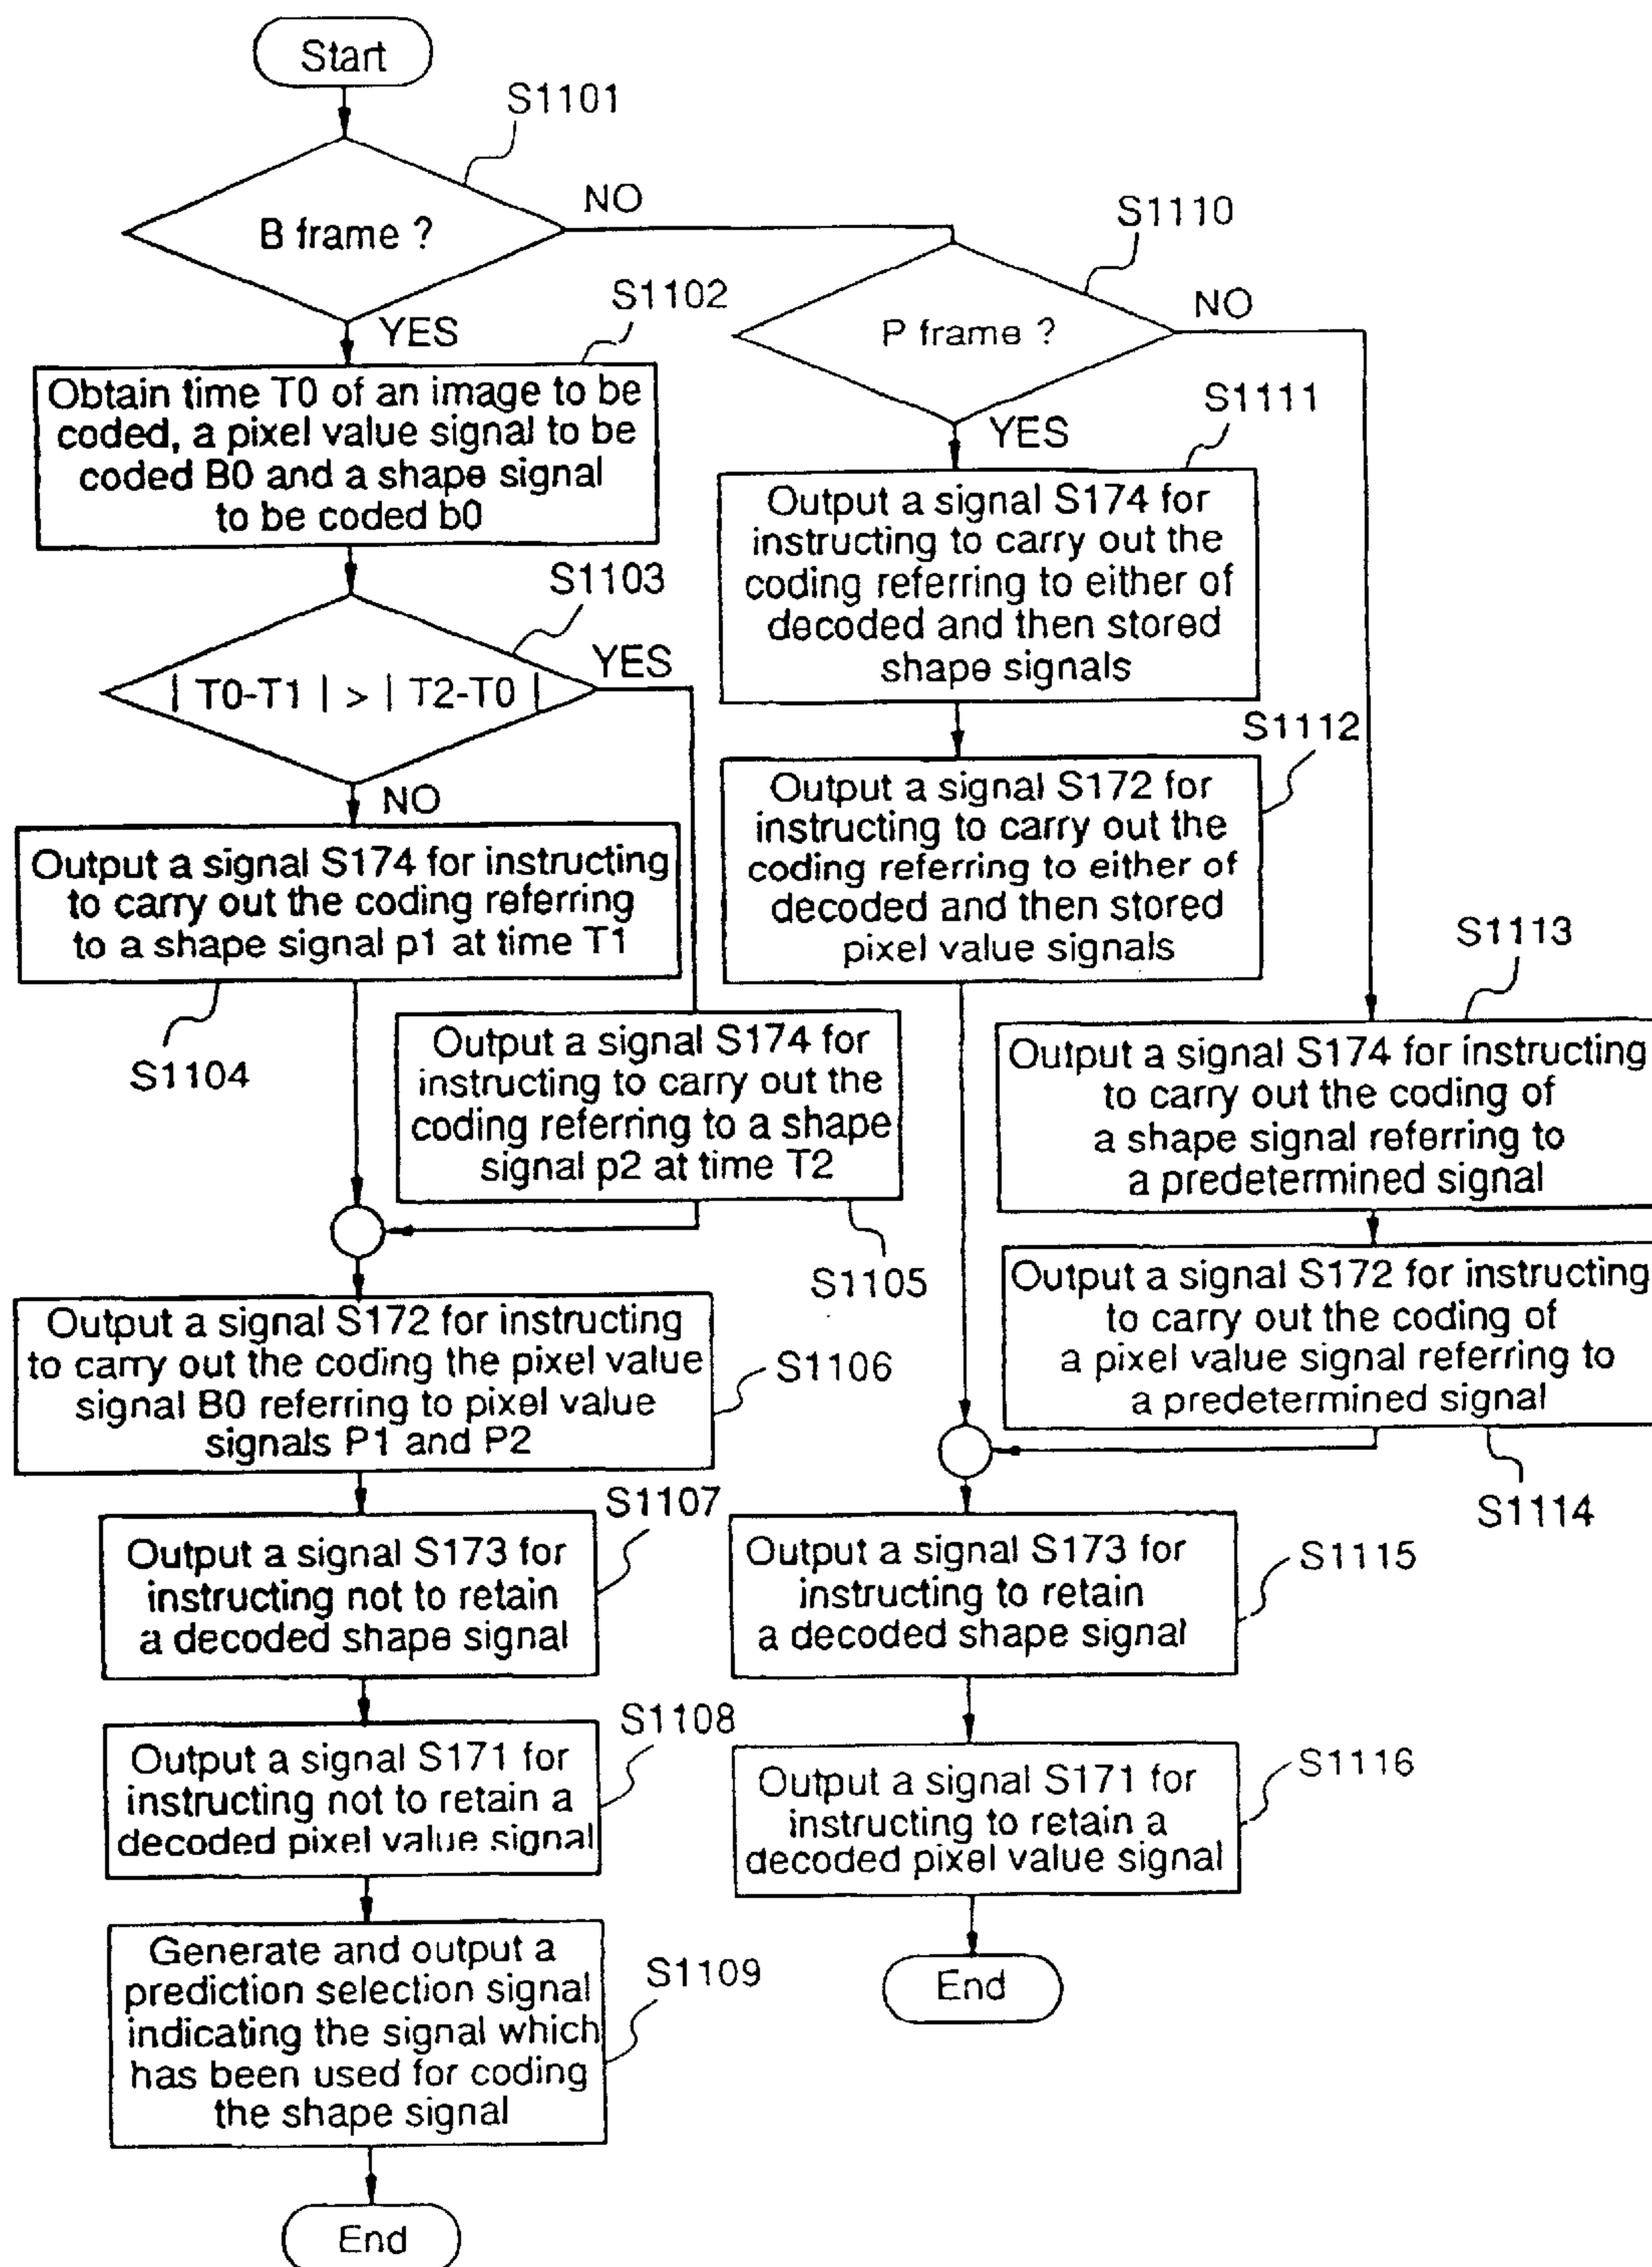 Start
S1101
B frame ?
NO
YES
S1102
Obtain time T0 of an image to be
coded, a pixel value signal to be
coded B0 and a shape signal
to be coded b0
S1103
| T0-T1 | > | T2-T0 |
YES
NO
Output a signal S174 for instructing
to carry out the coding referring
to a shape signal p1 at time T1
S1104
Output a signal S174 for
instructing to carry out the
coding referring to a shape
signal p2 at time T2
S1105
Output a signal S172 for instructing
to carry out the coding the pixel value
signal B0 referring to pixel value
signals P1 and P2
S1106
Output a signal S173 for
instructing not to retain
a decoded shape signal
S1107
Output a signal S171 for
instructing not to retain a
decoded pixel value signal
S1108
Generate and output a
prediction selection signal
indicating the signal which
has been used for coding
the shape signal
S1109
End
S1110
P frame ?
NO
YES
S1111
Output a signal S174 for
instructing to carry out the
coding referring to either of
decoded and then stored
shape signals
S1112
Output a signal S172 for
instructing to carry out the
coding referring to either of
decoded and then stored
pixel value signals
S1113
Output a signal S174 for instructing
to carry out the coding of
a shape signal referring to
a predetermined signal
Output a signal S172 for instructing
to carry out the coding of
a pixel value signal referring to
a predetermined signal
S1114
Output a signal S173 for
instructing to retain
a decoded shape signal
S1115
Output a signal S171 for
instructing to retain a
decoded pixel value signal
S1116
End